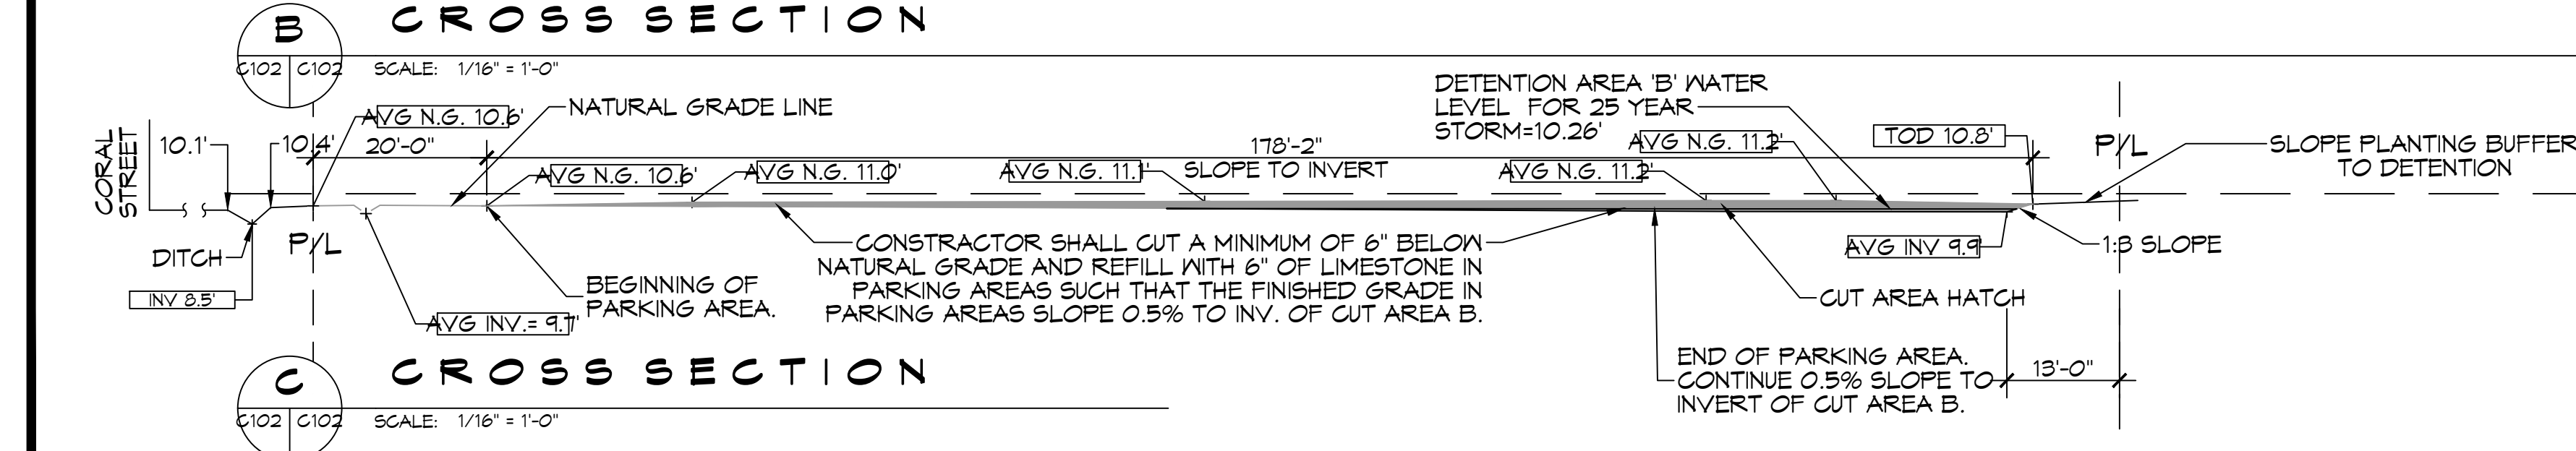 B
CROSS SECTION
C102 C102
SCALE: 1/16" = 1'-0"
DETENTION AREA 'B' WATER
LEVEL FOR 25 YEAR
STORM=10.26'
AVG N.G. 10.6'
NATURAL GRADE LINE
CORAL
STREET
10.1'
10.4'
20'-0"
178'-2"
AVG N.G. 11.2'
TOD 10.8'
P/L
SLOPE PLANTING BUFFER
TO DETENTION
AVG N.G. 10.6'
AVG N.G. 11.0'
AVG N.G. 11.1'
SLOPE TO INVERT
AVG N.G. 11.2'
DITCH
P/L
CONSTRACTOR SHALL CUT A MINIMUM OF 6" BELOW
NATURAL GRADE AND REFILL WITH 6" OF LIMESTONE IN
PARKING AREAS SUCH THAT THE FINISHED GRADE IN
PARKING AREAS SLOPE 0.5% TO INV. OF CUT AREA B.
AVG INV 9.9'
1:3 SLOPE
INV 8.5'
BEGINNING OF
PARKING AREA.
AVG INV.= 9.7'
CUT AREA HATCH
END OF PARKING AREA.
CONTINUE 0.5% SLOPE TO
INVERT OF CUT AREA B.
13'-0"
C
CROSS SECTION
C102 C102
SCALE: 1/16" = 1'-0"